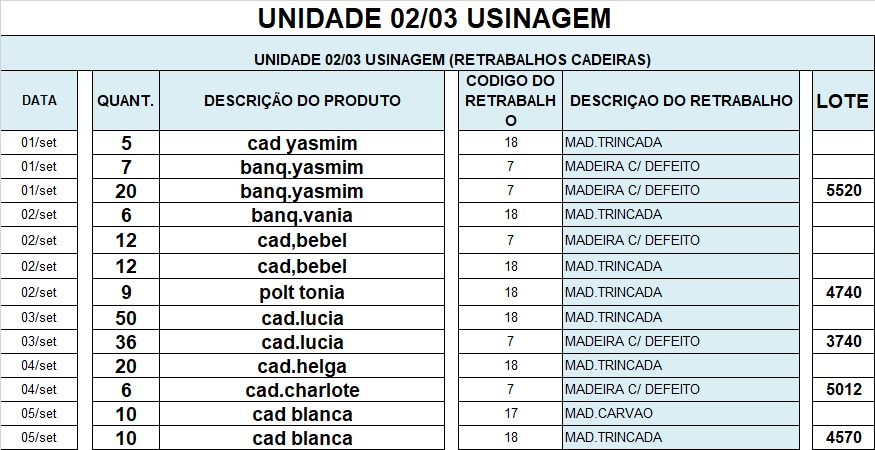 UNIDADE 02/03 USINAGEM
UNIDADE 02/03 USINAGEM (RETRABALHOS CADEIRAS)
DATA QUANT. DESCRIÇÃO DO PRODUTO CODIGO DO RETRABALH O DESCRIÇAO DO RETRABALHO LOTE
01/set 5 cad yasmim 18 MAD.TRINCADA
01/set 7 banq.yasmim 7 MADEIRA C/ DEFEITO
01/set 20 banq.yasmim 7 MADEIRA C/ DEFEITO 5520
02/set 6 banq.vania 18 MAD.TRINCADA
02/set 12 cad,bebel 7 MADEIRA C/ DEFEITO
02/set 12 cad,bebel 18 MAD.TRINCADA
02/set 9 polt tonia 18 MAD.TRINCADA 4740
03/set 50 cad.lucia 18 MAD.TRINCADA
03/set 36 cad.lucia 7 MADEIRA C/ DEFEITO 3740
04/set 20 cad.helga 18 MAD.TRINCADA
04/set 6 cad.charlote 7 MADEIRA C/ DEFEITO 5012
05/set 10 cad blanca 17 MAD.CARVAO
05/set 10 cad blanca 18 MAD.TRINCADA 4570